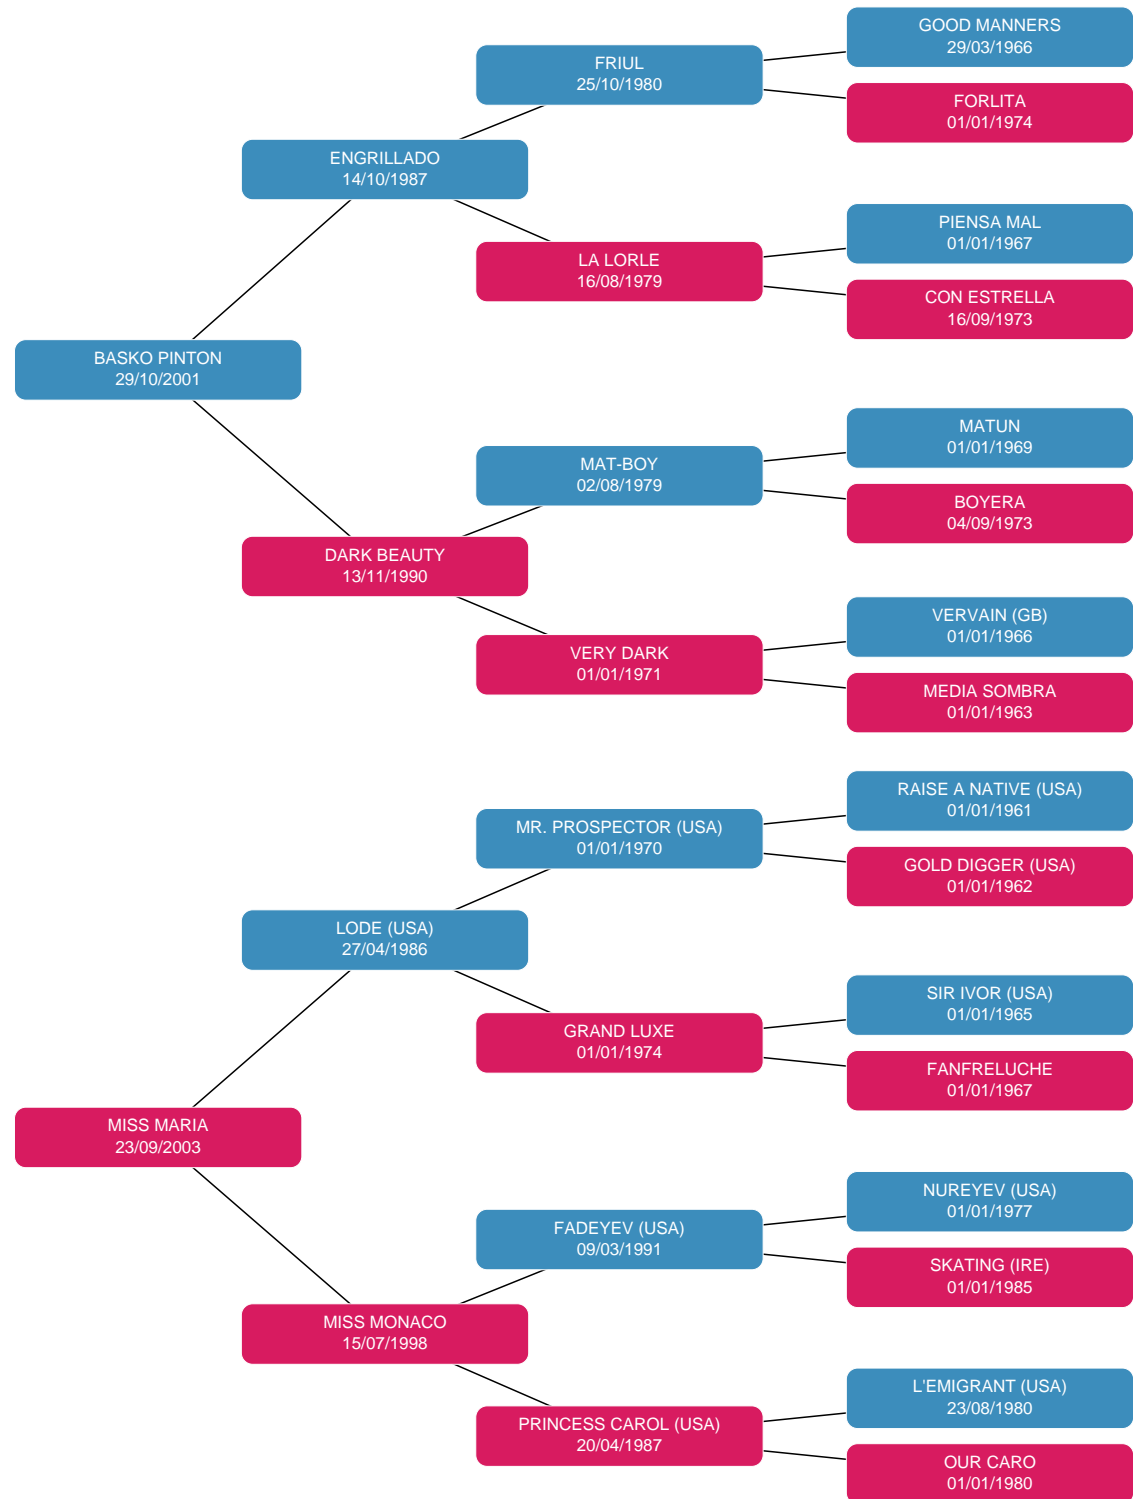 GOOD MANNERS
29/03/1966
FRIUL
25/10/1980
FORLITA
01/01/1974
ENGRILLADO
14/10/1987
PIENSA MAL
01/01/1967
LA LORLE
16/08/1979
CON ESTRELLA
16/09/1973
BASKO PINTON
29/10/2001
MATUN
01/01/1969
MAT-BOY
02/08/1979
BOYERA
04/09/1973
DARK BEAUTY
13/11/1990
VERVAIN (GB)
01/01/1966
VERY DARK
01/01/1971
MEDIA SOMBRA
01/01/1963
RAISE A NATIVE (USA)
01/01/1961
MR. PROSPECTOR (USA)
01/01/1970
GOLD DIGGER (USA)
01/01/1962
LODE (USA)
27/04/1986
SIR IVOR (USA)
01/01/1965
GRAND LUXE
01/01/1974
FANFRELUCHE
01/01/1967
MISS MARIA
23/09/2003
NUREYEV (USA)
01/01/1977
FADEYEV (USA)
09/03/1991
SKATING (IRE)
01/01/1985
MISS MONACO
15/07/1998
L'EMIGRANT (USA)
23/08/1980
PRINCESS CAROL (USA)
20/04/1987
OUR CARO
01/01/1980